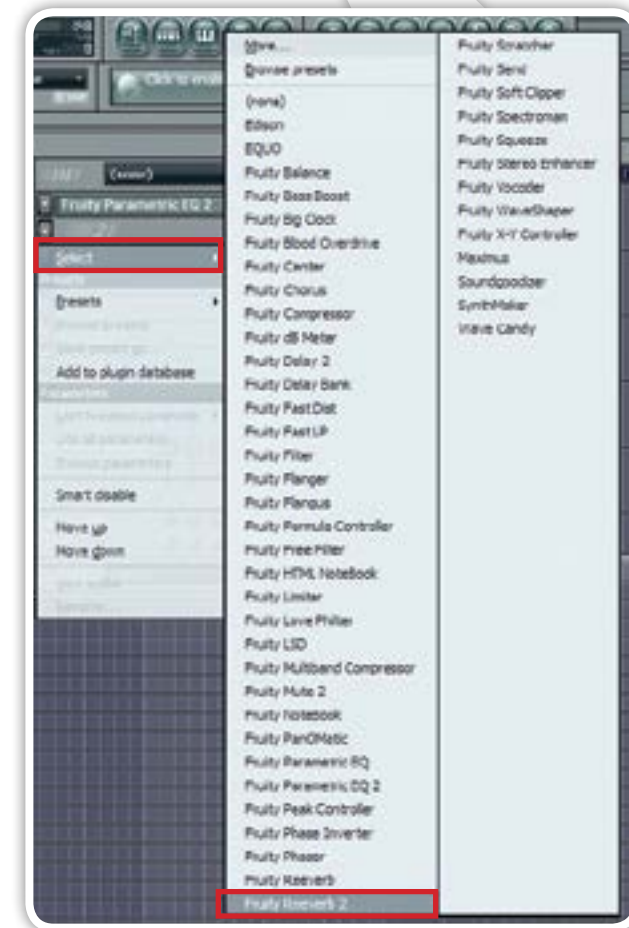 Click to
(none)
Fruity Parametric EQ 2
Select
Presets
Presets
Add to plugin database
Smart disable
Move up
Move down
More...
Browse presets
(none)
Edison
EQUO
Fruity Balance
Fruity Bass Boost
Fruity Big Clock
Fruity Blood Overdrive
Fruity Center
Fruity Chorus
Fruity Compressor
Fruity dB Meter
Fruity Delay 2
Fruity Delay Bank
Fruity Fast Dist
Fruity Fast LP
Fruity Filter
Fruity Flanger
Fruity Flangus
Fruity Formula Controller
Fruity Free Filter
Fruity HTML NoteBook
Fruity Limiter
Fruity Love Philter
Fruity LSD
Fruity Multiband Compressor
Fruity Mute 2
Fruity Notebook
Fruity PanOMatic
Fruity Parametric EQ
Fruity Parametric EQ 2
Fruity Peak Controller
Fruity Phase Inverter
Fruity Phaser
Fruity Reeverb
Fruity Reeverb 2
Fruity Scratcher
Fruity Send
Fruity Soft Clipper
Fruity Spectroman
Fruity Squeeze
Fruity Stereo Enhancer
Fruity Vocoder
Fruity WaveShaper
Fruity X-Y Controller
Maximus
Soundgoodizer
SynthMaker
Wave Candy